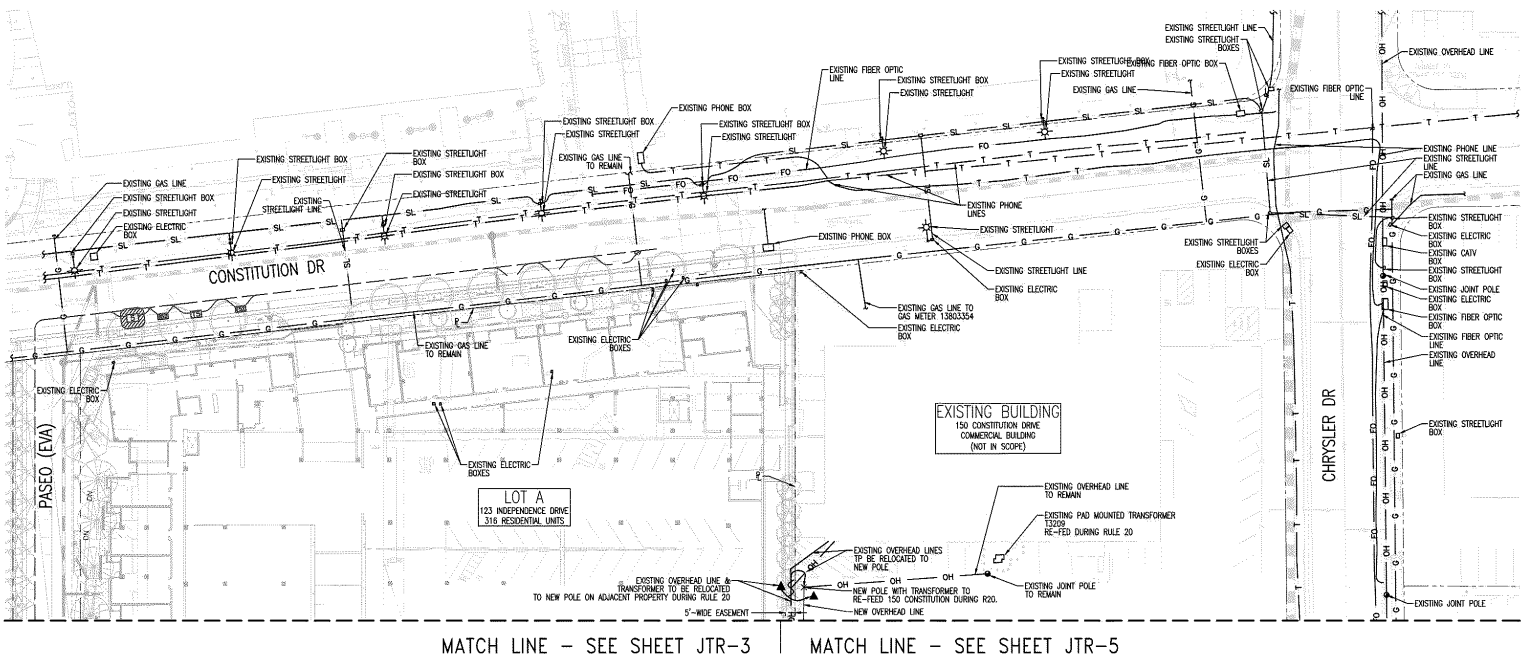 EXISTING STREETLIGHT LINE
EXISTING STREETLIGHT
BOXES
EXISTING OVERHEAD LINE
EXISTING STREETLIGHT BOX
EXISTING STREETLIGHT
EXISTING FIBER OPTIC BOX
EXISTING GAS LINE
EXISTING FIBER OPTIC
LINE
EXISTING FIBER OPTIC
LINE
EXISTING STREETLIGHT BOX
EXISTING STREETLIGHT
EXISTING PHONE BOX
EXISTING STREETLIGHT BOX
EXISTING STREETLIGHT
EXISTING STREETLIGHT BOX
EXISTING STREETLIGHT
EXISTING GAS LINE
TO REMAIN
EXISTING STREETLIGHT
BOX
EXISTING STREETLIGHT BOX
EXISTING STREETLIGHT
EXISTING STREETLIGHT BOX
EXISTING STREETLIGHT
EXISTING
STREETLIGHT LINE
EXISTING GAS LINE
EXISTING STREETLIGHT BOX
EXISTING STREETLIGHT
EXISTING ELECTRIC
BOX
EXISTING PHONE LINE
EXISTING STREETLIGHT
LINE
EXISTING GAS LINE
EXISTING PHONE
LINES
EXISTING PHONE BOX
EXISTING STREETLIGHT
EXISTING STREETLIGHT LINE
EXISTING ELECTRIC
BOX
EXISTING STREETLIGHT
BOXES
EXISTING ELECTRIC
BOX
EXISTING STREETLIGHT
BOX
EXISTING ELECTRIC
BOX
EXISTING CATV
BOX
EXISTING STREETLIGHT
BOX
EXISTING JOINT POLE
EXISTING ELECTRIC
BOX
EXISTING FIBER OPTIC
BOX
EXISTING FIBER OPTIC
LINE
EXISTING OVERHEAD
LINE
CONSTITUTION DR
EXISTING GAS LINE TO
GAS METER 13803354
EXISTING ELECTRIC
BOX
EXISTING ELECTRIC
BOXES
EXISTING GAS LINE
TO REMAIN
EXISTING ELECTRIC
BOX
PASEO (EVA)
EXISTING ELECTRIC
BOXES
LOT A
123 INDEPENDENCE DRIVE
316 RESIDENTIAL UNITS
EXISTING BUILDING
150 CONSTITUTION DRIVE
COMMERCIAL BUILDING
(NOT IN SCOPE)
CHRYSLER DR
EXISTING STREETLIGHT
BOX
EXISTING OVERHEAD LINE
TO REMAIN
EXISTING PAD MOUNTED TRANSFORMER
T3209
RE-FED DURING RULE 20
EXISTING OVERHEAD LINES
TP BE RELOCATED TO
NEW POLE
EXISTING OVERHEAD LINE &
TRANSFORMER TO BE RELOCATED
TO NEW POLE ON ADJACENT PROPERTY DURING RULE 20
NEW POLE WITH TRANSFORMER TO
RE-FEED 150 CONSTITUTION DURING R20.
EXISTING JOINT POLE
TO REMAIN
5'-WIDE EASEMENT
NEW OVERHEAD LINE
EXISTING JOINT POLE
MATCH LINE - SEE SHEET JTR-3
MATCH LINE - SEE SHEET JTR-5